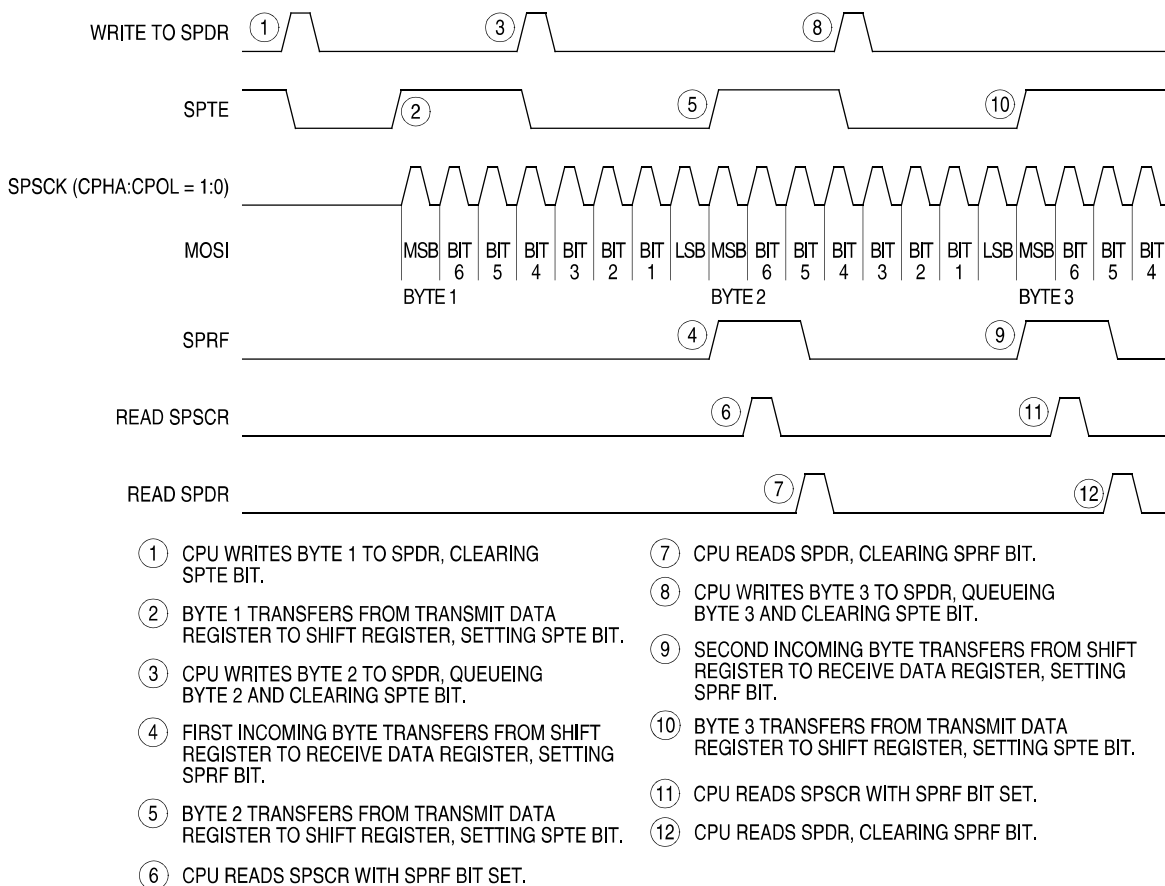 WRITE TO SPDR 1 3 8
SPTE 2 5 10
SPSCK (CPHA:CPOL = 1:0)
MOSI MSB BIT 6 BIT 5 BIT 4 BIT 3 BIT 2 BIT 1 LSB MSB BIT 6 BIT 5 BIT 4 BIT 3 BIT 2 BIT 1 LSB MSB BIT 6 BIT 5 BIT 4
BYTE 1 BYTE 2 BYTE 3
SPRF 4 9
READ SPSCR 6 11
READ SPDR 7 12
1 CPU WRITES BYTE 1 TO SPDR, CLEARING
SPTE BIT.
2 BYTE 1 TRANSFERS FROM TRANSMIT DATA
REGISTER TO SHIFT REGISTER, SETTING SPTE BIT.
3 CPU WRITES BYTE 2 TO SPDR, QUEUEING
BYTE 2 AND CLEARING SPTE BIT.
4 FIRST INCOMING BYTE TRANSFERS FROM SHIFT
REGISTER TO RECEIVE DATA REGISTER, SETTING
SPRF BIT.
5 BYTE 2 TRANSFERS FROM TRANSMIT DATA
REGISTER TO SHIFT REGISTER, SETTING SPTE BIT.
6 CPU READS SPSCR WITH SPRF BIT SET.
7 CPU READS SPDR, CLEARING SPRF BIT.
8 CPU WRITES BYTE 3 TO SPDR, QUEUEING
BYTE 3 AND CLEARING SPTE BIT.
9 SECOND INCOMING BYTE TRANSFERS FROM SHIFT
REGISTER TO RECEIVE DATA REGISTER, SETTING
SPRF BIT.
10 BYTE 3 TRANSFERS FROM TRANSMIT DATA
REGISTER TO SHIFT REGISTER, SETTING SPTE BIT.
11 CPU READS SPSCR WITH SPRF BIT SET.
12 CPU READS SPDR, CLEARING SPRF BIT.